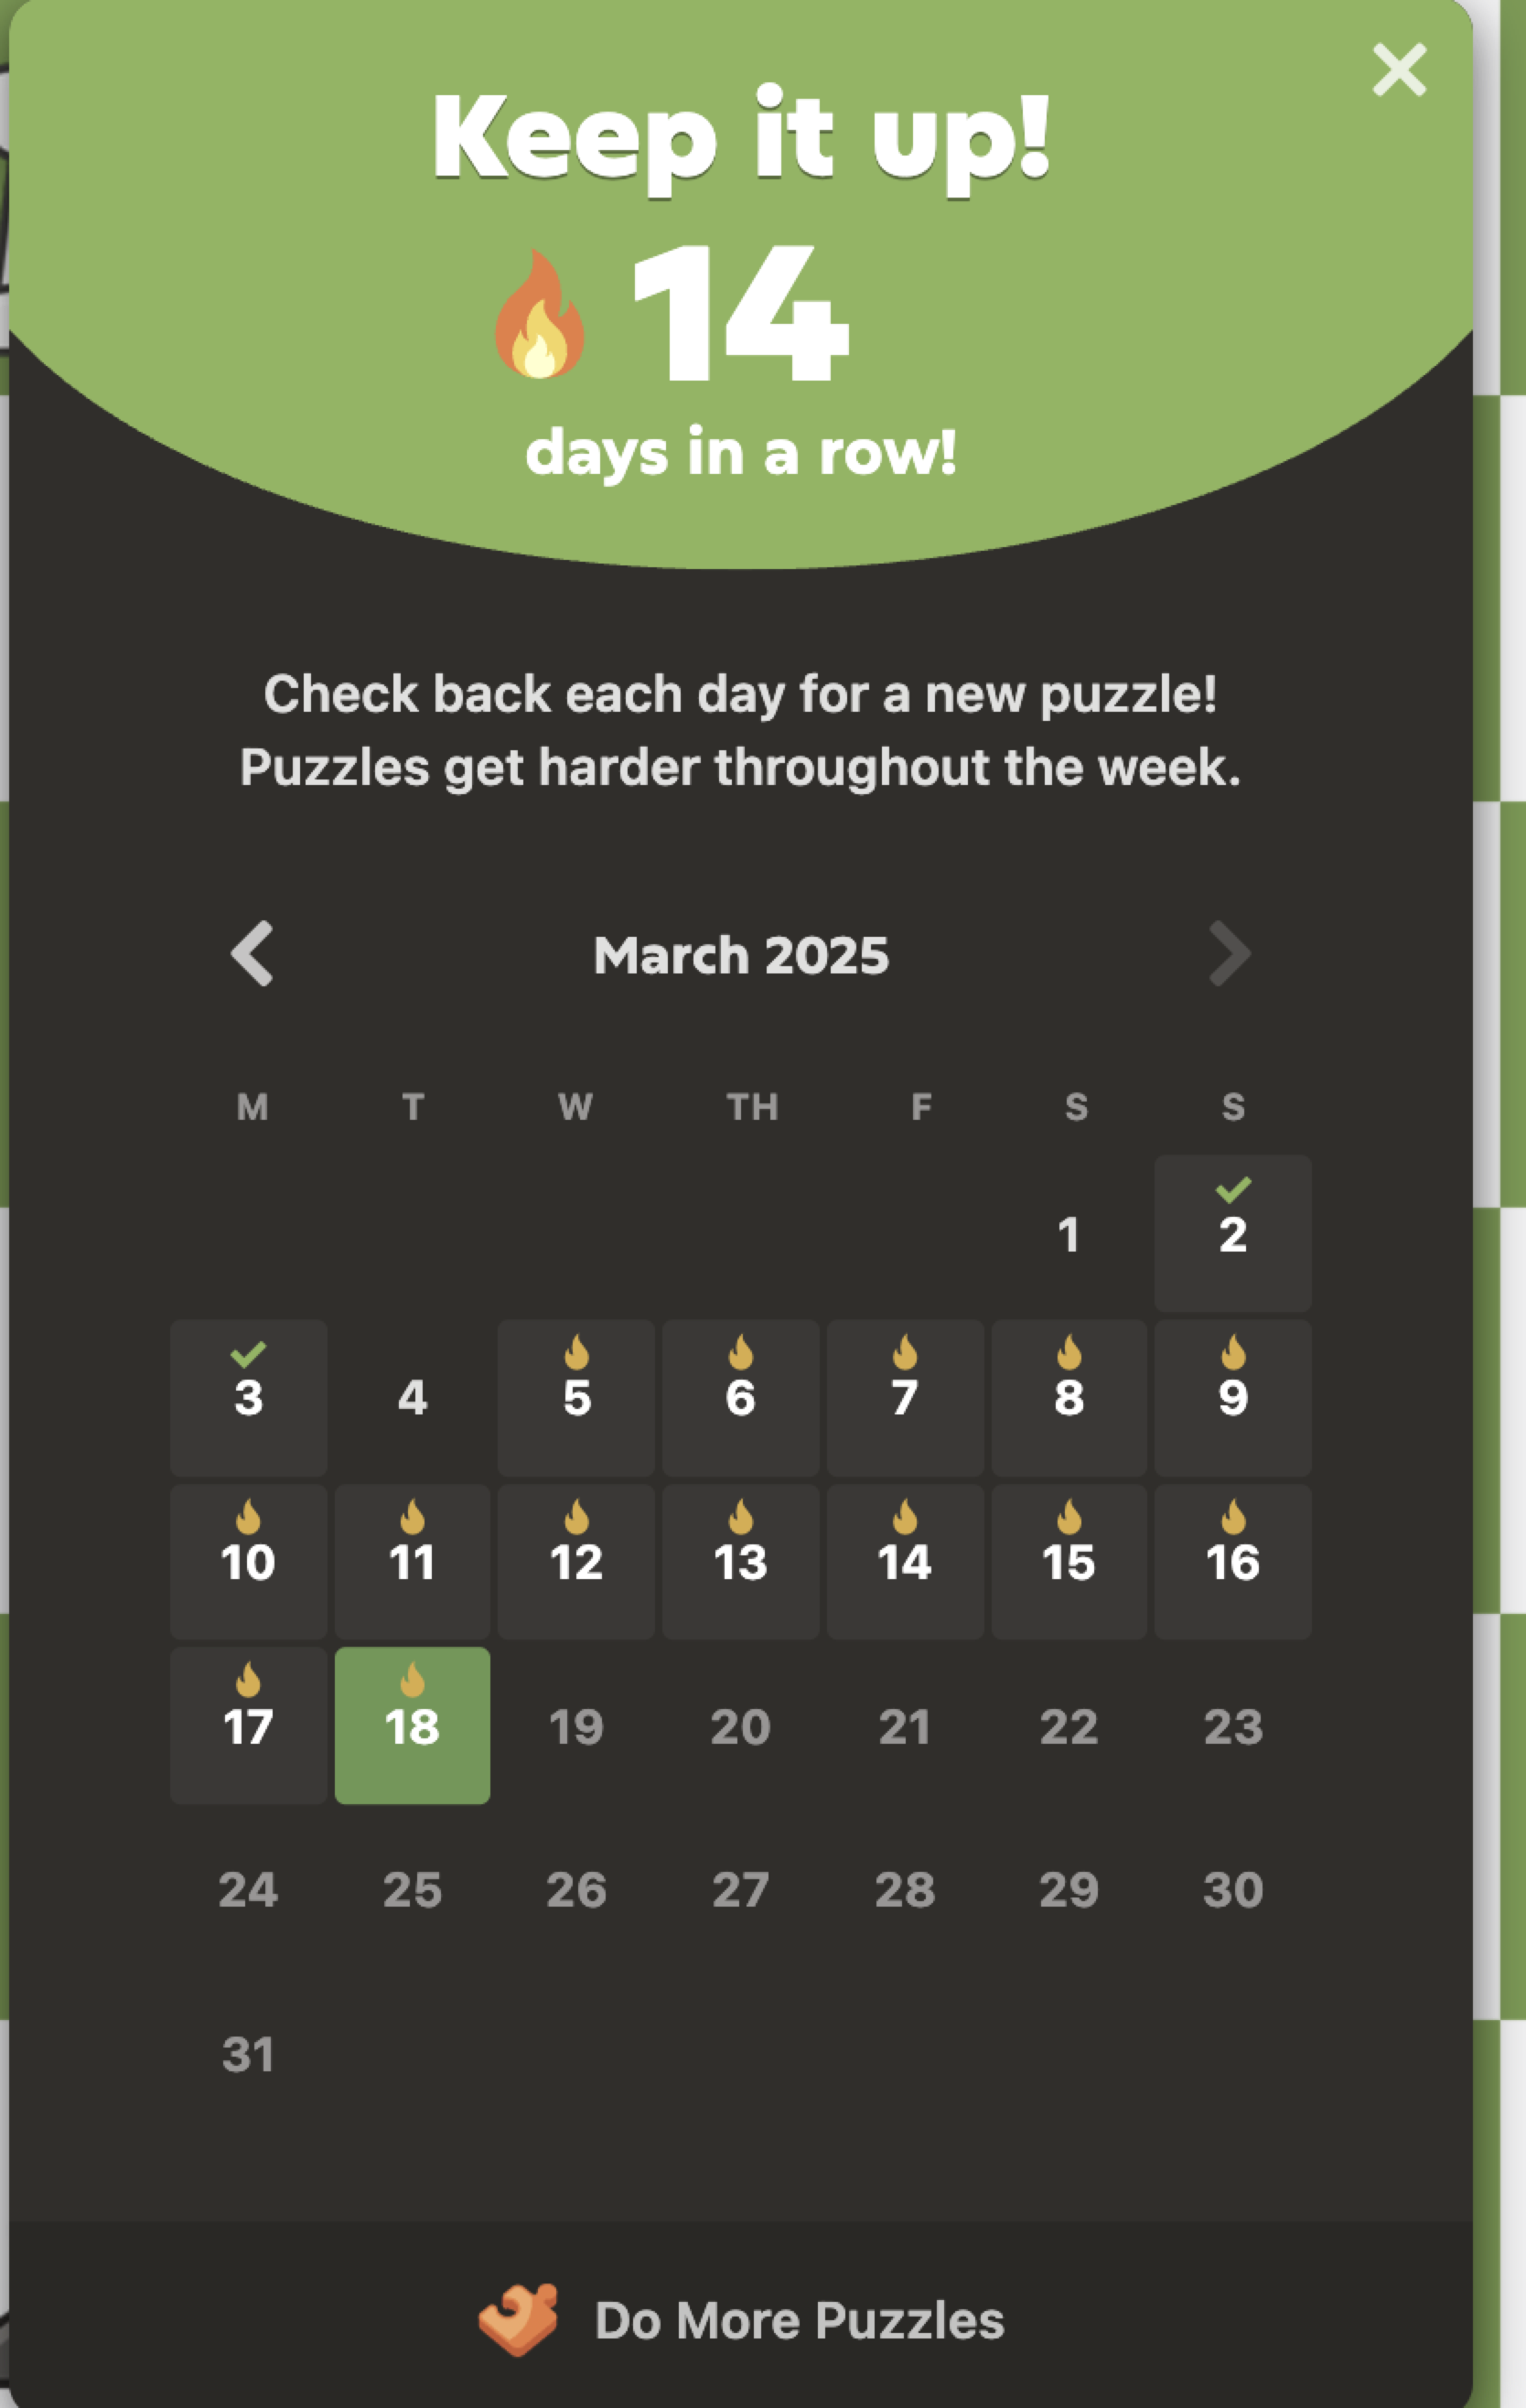 Keep it up!
14
days in a row!
Check back each day for a new puzzle!
Puzzles get harder throughout the week.
March 2025
M T W TH F S S
1 2
3 4 5 6 7 8 9
10 11 12 13 14 15 16
17 18 19 20 21 22 23
24 25 26 27 28 29 30
31
Do More Puzzles